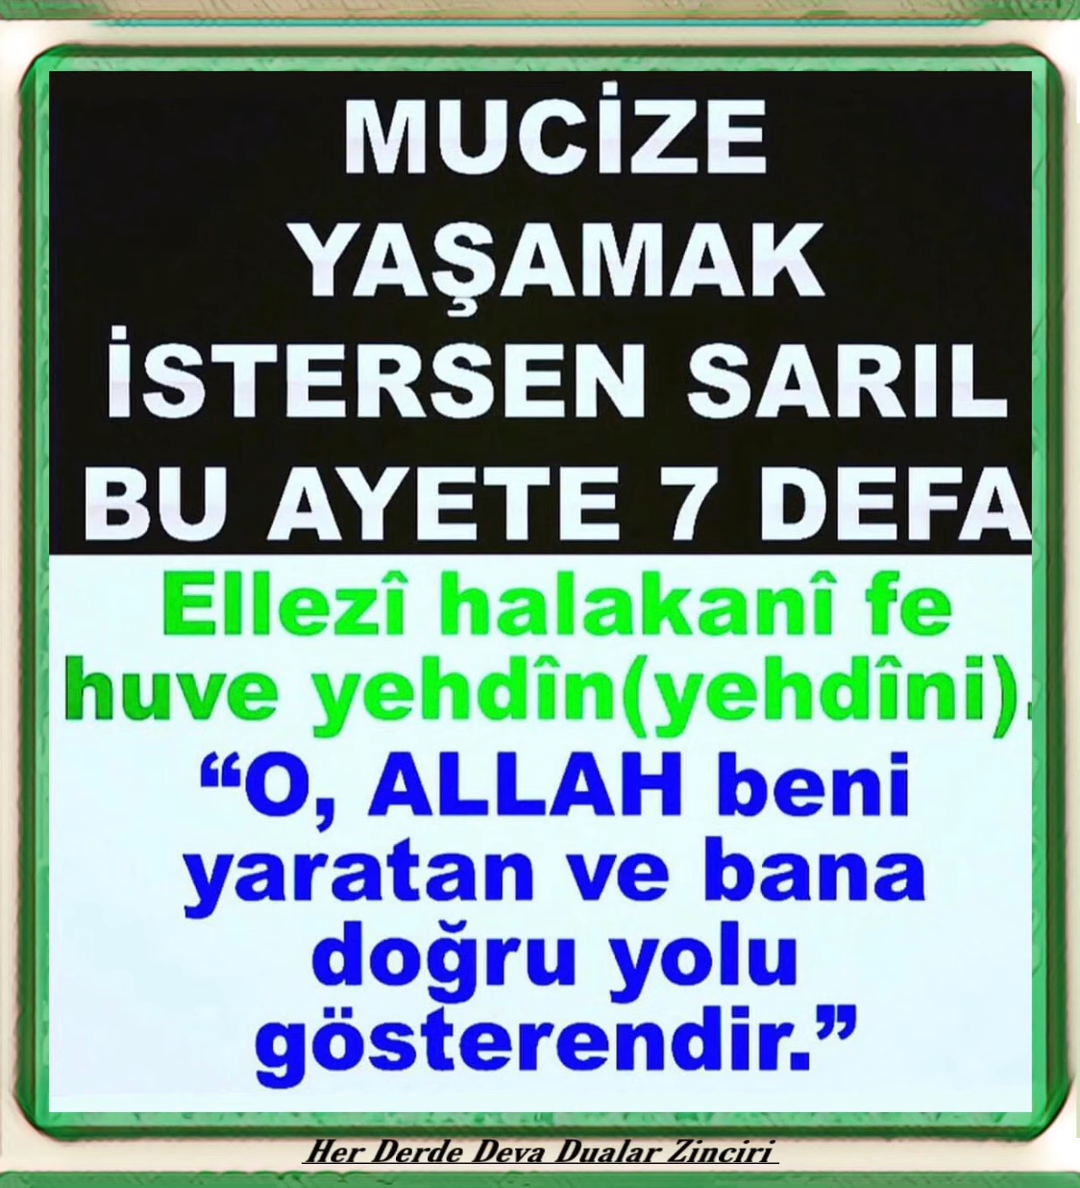 MUCİZE
YAŞAMAK
İSTERSEN SARIL
BU AYETE 7 DEFA
Ellezî halakanî fe
huve yehdîn(yehdîni).
“O, ALLAH beni
yaratan ve bana
doğru yolu
gösterendir.”
Her Derde Deva Dualar Zinciri